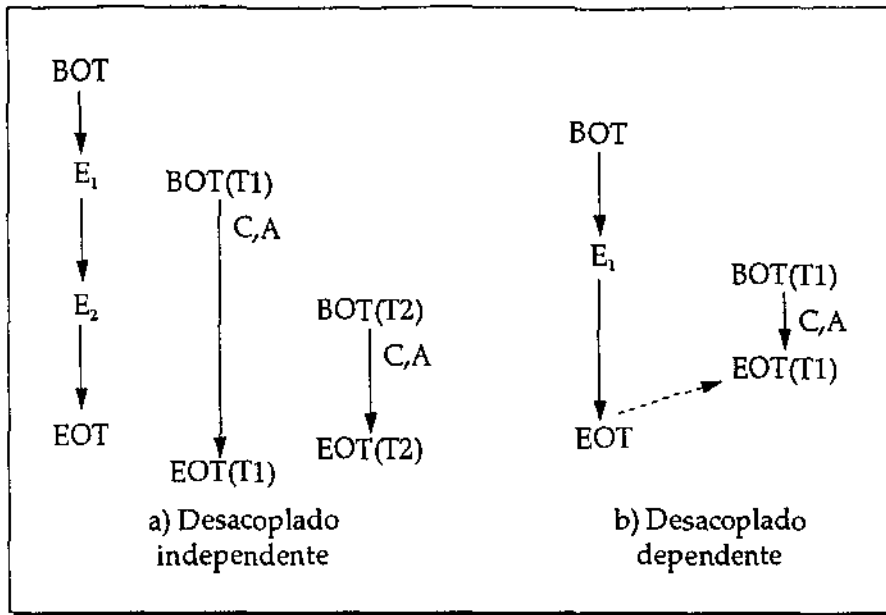 BOT
E₁
E₂
EOT
BOT(T1)
C,A
EOT(T1)
BOT(T2)
C,A
EOT(T2)
a) Desacoplado
independente
BOT
E₁
EOT
BOT(T1)
C,A
EOT(T1)
b) Desacoplado
dependente